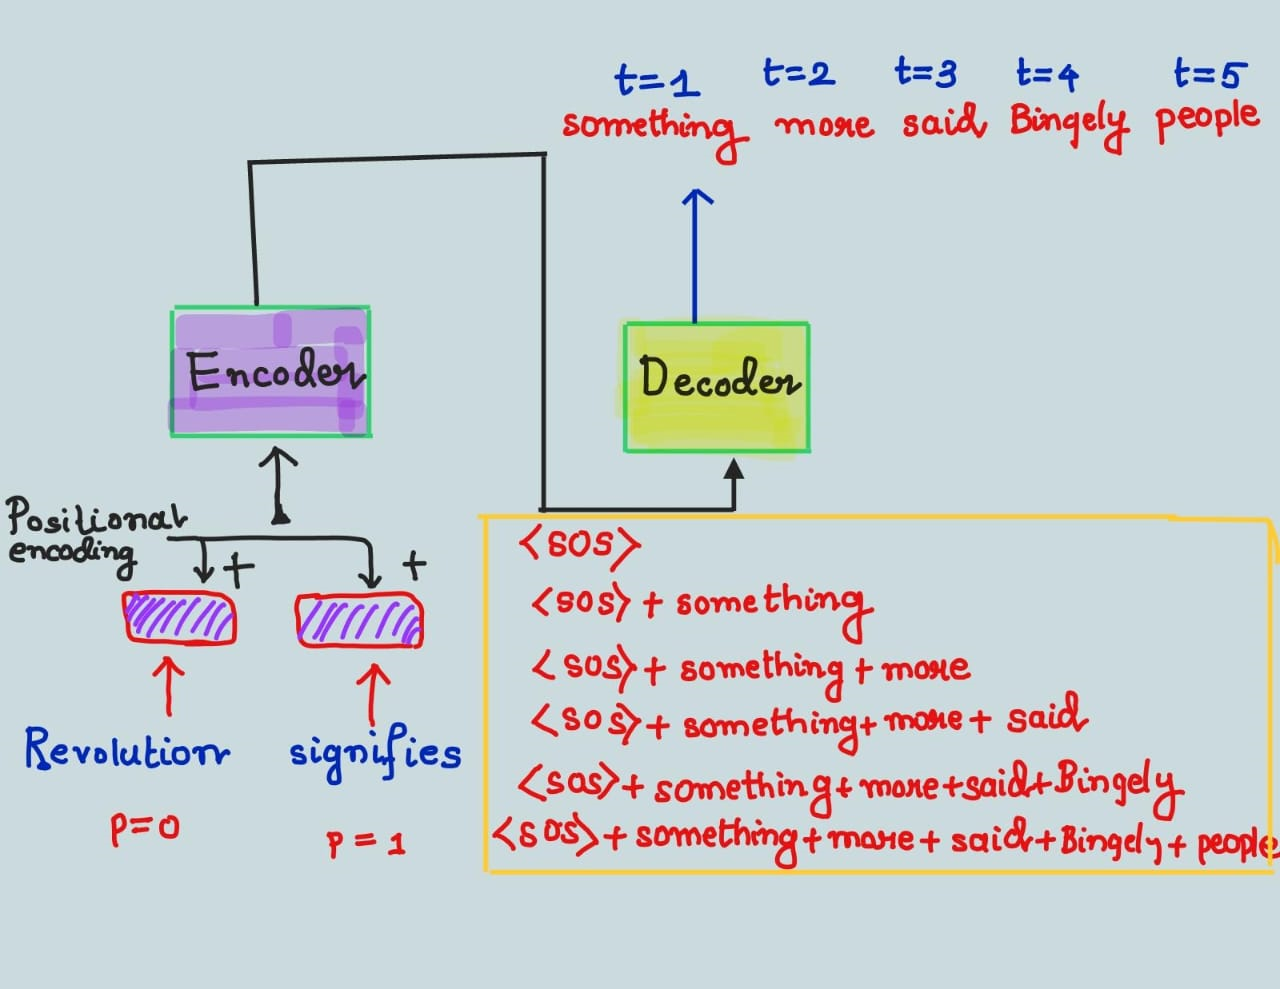 t=1 t=2 t=3 t=4 t=5
something more said Bingely people
Encoder
Decoder
Positional
encoding
+ +
Revolution signifies
P=0
P=1
<SOS>
<SOS> + something
<SOS> + something + more
<SOS> + something + more + said
<SOS> + something + more + said + Bingely
<SOS> + something + more + said + Bingely + people